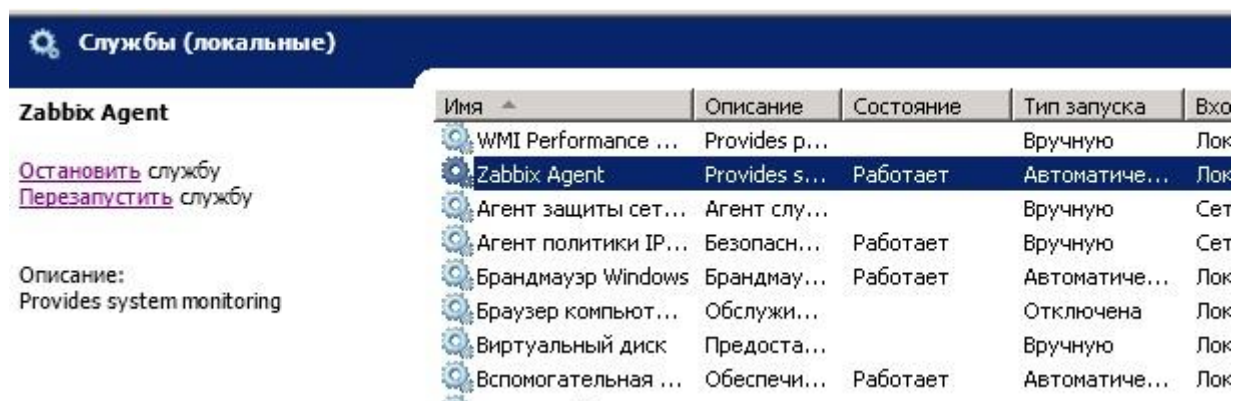 Службы (локальные)
Zabbix Agent
Остановить службу
Перезапустить службу
Описание:
Provides system monitoring
Имя Описание Состояние Тип запуска Вхо
WMI Performance ... Provides p... Вручную Лок
Zabbix Agent Provides s... Работает Автоматиче... Лок
Агент защиты сет... Агент слу... Вручную Сет
Агент политики IP... Безопасн... Работает Вручную Сет
Брандмауэр Windows Брандмау... Работает Автоматиче... Лок
Браузер компьют... Обслужи... Отключена Лок
Виртуальный диск Предоста... Вручную Лок
Вспомогательная ... Обеспечи... Работает Автоматиче... Лок